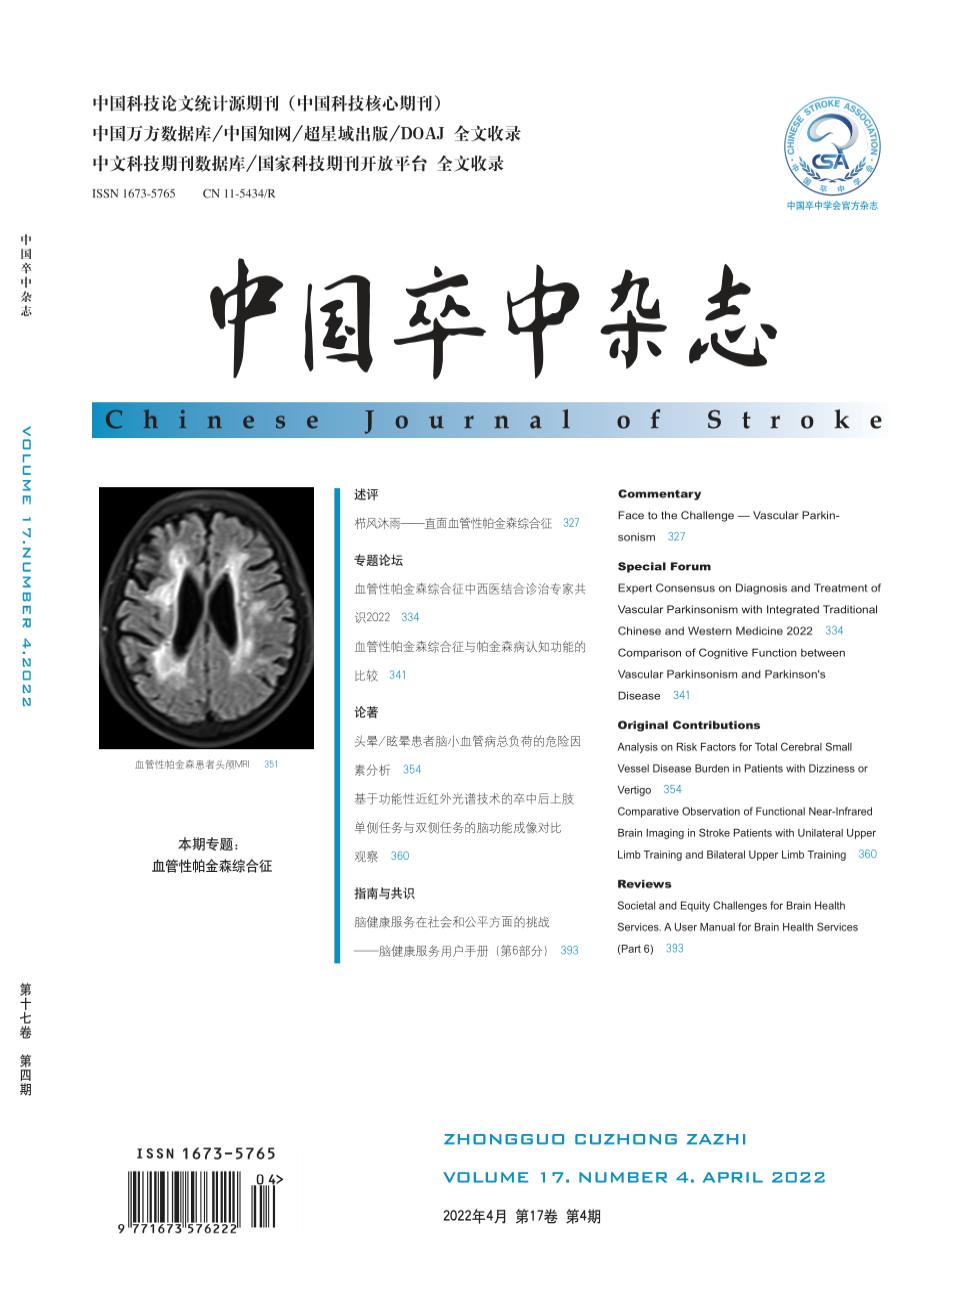 中国科技论文统计源期刊（中国科技核心期刊）
中国万方数据库/中国知网/超星域出版/DOAJ 全文收录
中文科技期刊数据库/国家科技期刊开放平台 全文收录
ISSN 1673-5765 CN 11-5434/R
CHINESE STROKE ASSOCIATION
CSA
中国卒中学会
中国卒中学会官方杂志
中国卒中杂志
VOLUME 17.NUMBER 4.2022
第十七卷 第四期
中国卒中杂志
Chinese Journal of Stroke
血管性帕金森患者头颅MRI 351
本期专题：
血管性帕金森综合征
述评
栉风沐雨——直面血管性帕金森综合征 327
专题论坛
血管性帕金森综合征中西医结合诊治专家共
识2022 334
血管性帕金森综合征与帕金森病认知功能的
比较 341
论著
头晕/眩晕患者脑小血管病总负荷的危险因
素分析 354
基于功能性近红外光谱技术的卒中后上肢
单侧任务与双侧任务的脑功能成像对比
观察 360
指南与共识
脑健康服务在社会和公平方面的挑战
——脑健康服务用户手册（第6部分） 393
Commentary
Face to the Challenge — Vascular Parkin-
sonism 327
Special Forum
Expert Consensus on Diagnosis and Treatment of
Vascular Parkinsonism with Integrated Traditional
Chinese and Western Medicine 2022 334
Comparison of Cognitive Function between
Vascular Parkinsonism and Parkinson's
Disease 341
Original Contributions
Analysis on Risk Factors for Total Cerebral Small
Vessel Disease Burden in Patients with Dizziness or
Vertigo 354
Comparative Observation of Functional Near-Infrared
Brain Imaging in Stroke Patients with Unilateral Upper
Limb Training and Bilateral Upper Limb Training 360
Reviews
Societal and Equity Challenges for Brain Health
Services. A User Manual for Brain Health Services
(Part 6) 393
ISSN 1673-5765
04>
9 771673 576222
ZHONGGUO CUZHONG ZAZHI
VOLUME 17. NUMBER 4. APRIL 2022
2022年4月 第17卷 第4期